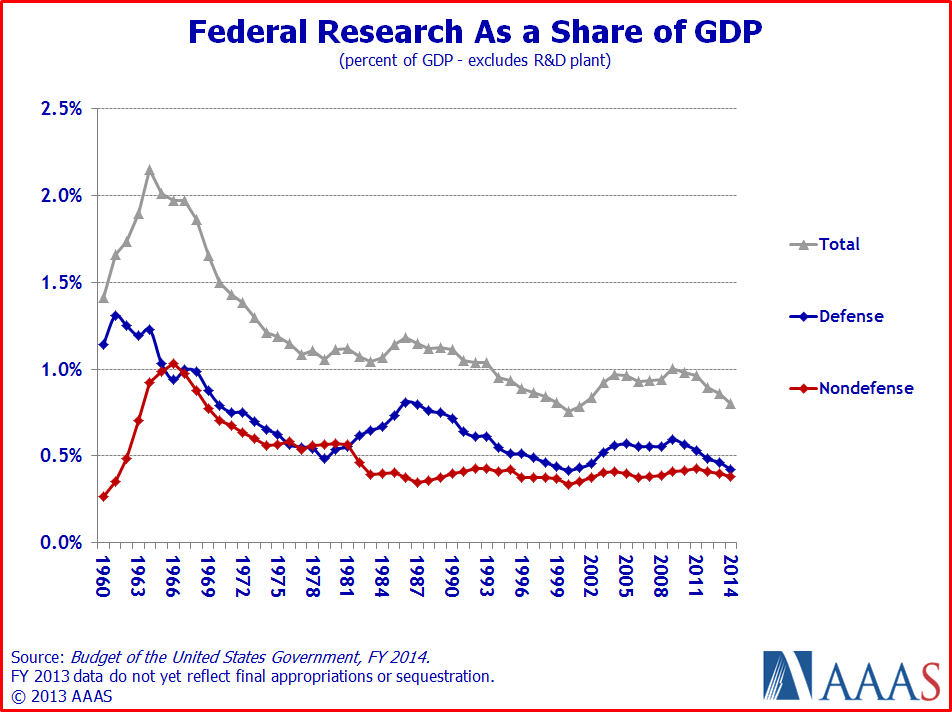 Federal Research As a Share of GDP
(percent of GDP - excludes R&D plant)
2.5%
2.0%
1.5%
1.0%
0.5%
0.0%
1960
1963
1966
1969
1972
1975
1978
1981
1984
1987
1990
1993
1996
1999
2002
2005
2008
2011
2014
Total
Defense
Nondefense
Source: Budget of the United States Government, FY 2014.
FY 2013 data do not yet reflect final appropriations or sequestration.
© 2013 AAAS
AAAS